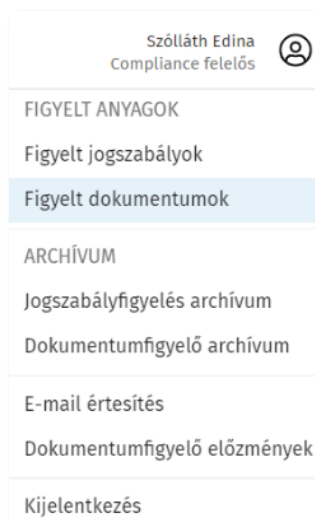 Szólláth Edina
Compliance felelős
FIGYELT ANYAGOK
Figyelt jogszabályok
Figyelt dokumentumok
ARCHÍVUM
Jogszabályfigyelés archívum
Dokumentumfigyelő archívum
E-mail értesítés
Dokumentumfigyelő előzmények
Kijelentkezés